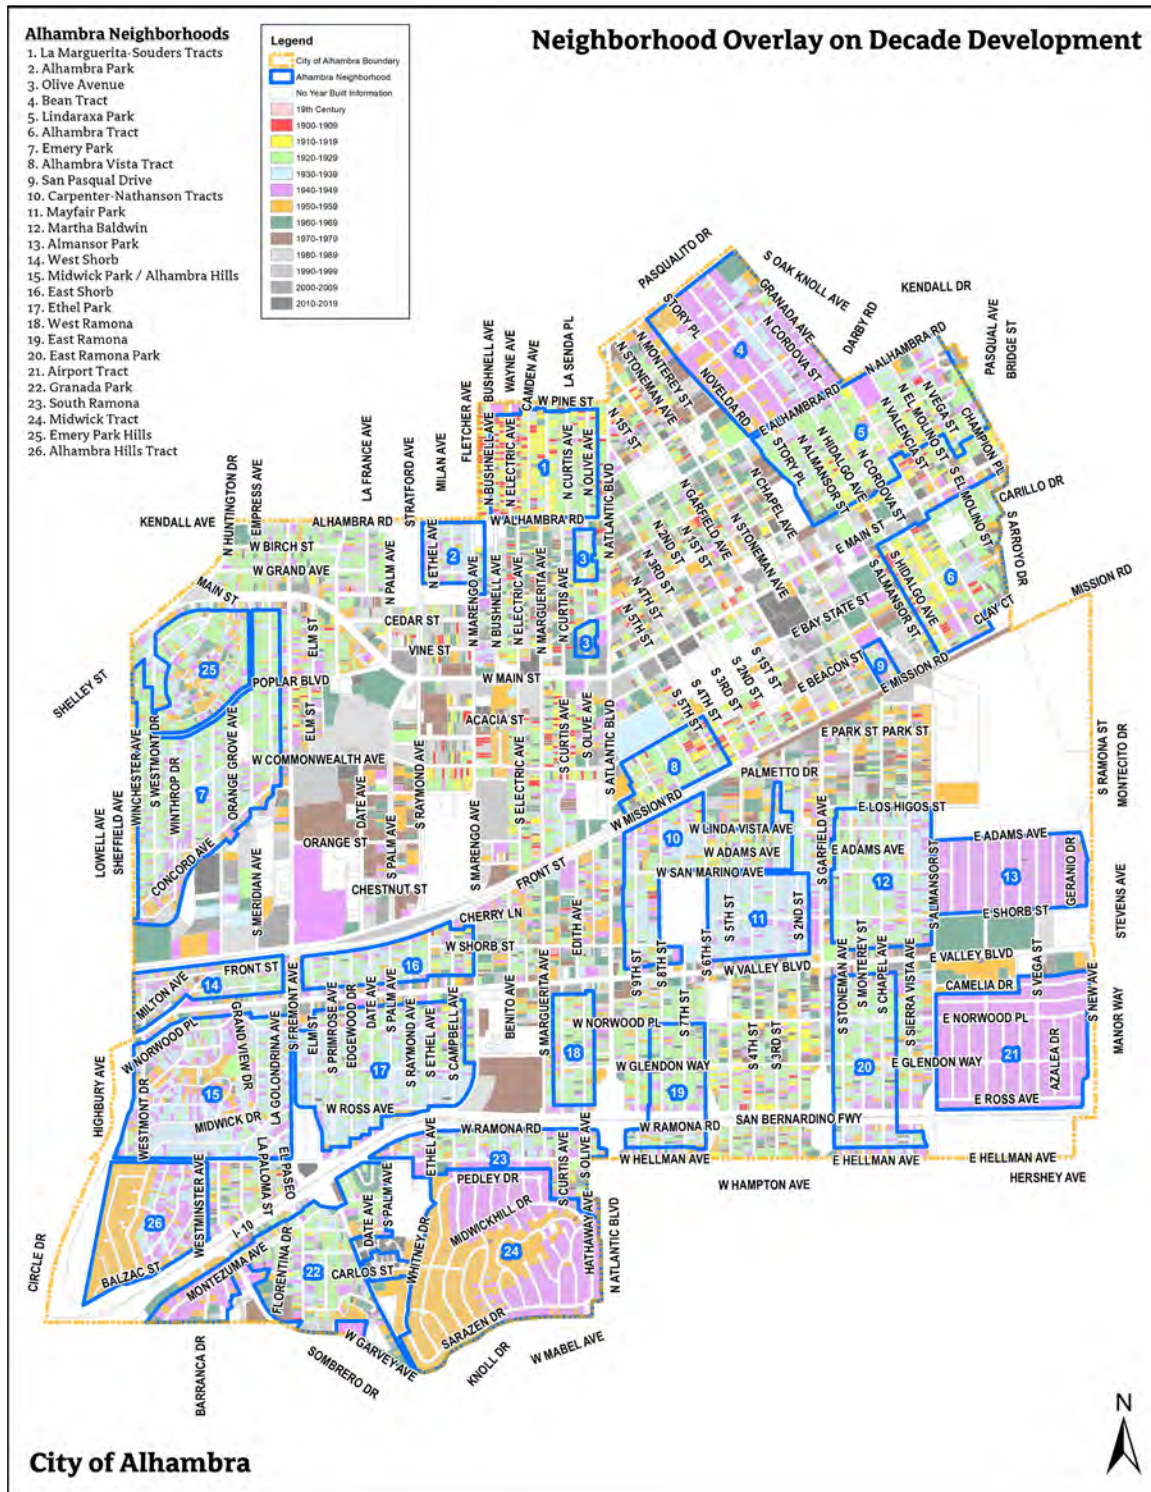 Alhambra Neighborhoods
1. La Marguerita-Souders Tracts
2. Alhambra Park
3. Olive Avenue
4. Bean Tract
5. Lindaraxa Park
6. Alhambra Tract
7. Emery Park
8. Alhambra Vista Tract
9. San Pasqual Drive
10. Carpenter-Nathanson Tracts
11. Mayfair Park
12. Martha Baldwin
13. Almansor Park
14. West Shorb
15. Midwick Park / Alhambra Hills
16. East Shorb
17. Ethel Park
18. West Ramona
19. East Ramona
20. East Ramona Park
21. Airport Tract
22. Granada Park
23. South Ramona
24. Midwick Tract
25. Emery Park Hills
26. Alhambra Hills Tract
Legend
City of Alhambra Boundary
Alhambra Neighborhood
No Year Built Information
19th Century
1900-1909
1910-1919
1920-1929
1930-1939
1940-1949
1950-1959
1960-1969
1970-1979
1980-1989
1990-1999
2000-2009
2010-2019
Neighborhood Overlay on Decade Development
PASQUALITO DR
S OAK KNOLL AVE
KENDALL DR
GRANADA AVE
DARBY RD
STORY PL
N CORDOVA ST
N ALHAMBRA RD
PASQUAL AVE
BRIDGE ST
N MONTEREY ST
N STONEMAN AVE
4
NOVELDA RD
E ALHAMBRA RD
N VEGA ST
N EL MOLINO ST
CHAMPION PL
BUSHNELL AVE
WAYNE AVE
CAMDEN AVE
LA SENDA PL
W PINE ST
N 1ST ST
5
N VALENCIA ST
FLETCHER AVE
MILAN AVE
STRATFORD AVE
LA FRANCE AVE
N HUNTINGTON DR
EMPRESS AVE
N BUSHNELL AVE
N ELECTRIC AVE
1
N CURTIS AVE
N OLIVE AVE
N ATLANTIC BLVD
STORY PL
N ALMANSOR ST
N HIDALGO AVE
N CORDOVA ST
S EL MOLINO ST
CARILLO DR
KENDALL AVE
ALHAMBRA RD
W ALHAMBRA RD
N GARFIELD AVE
N CHAPEL AVE
N STONEMAN AVE
N 1ST ST
N 2ND ST
N 3RD ST
N 4TH ST
N 5TH ST
E MAIN ST
S ARROYO DR
W BIRCH ST
W GRAND AVE
N ETHEL AVE
2
3
S HIDALGO AVE
6
MISSION RD
N PALM AVE
MAIN ST
N MARENGO AVE
N BUSHNELL AVE
N ELECTRIC AVE
N MARGUERITA AVE
N CURTIS AVE
S ALMANSOR ST
CLAY CT
CEDAR ST
E BAY STATE ST
ELM ST
VINE ST
3
25
E BEACON ST
9
E MISSION RD
SHELLEY ST
POPLAR BLVD
W MAIN ST
S 1ST ST
S 2ND ST
S 3RD ST
S 4TH ST
S 5TH ST
ELM ST
ACACIA ST
S CURTIS AVE
S OLIVE AVE
S ATLANTIC BLVD
E PARK ST
PARK ST
WINCHESTER AVE
S WESTMONT DR
WINTHROP DR
ORANGE GROVE AVE
W COMMONWEALTH AVE
8
PALMETTO DR
S RAMONA ST
MONTECITO DR
7
DATE AVE
S RAYMOND AVE
S ELECTRIC AVE
W MISSION RD
E LOS HIGOS ST
LOWELL AVE
SHEFFIELD AVE
S MARENGO AVE
10
W LINDA VISTA AVE
S GARFIELD AVE
E ADAMS AVE
ORANGE ST
S PALM AVE
W ADAMS AVE
E ADAMS AVE
CONCORD AVE
FRONT ST
W SAN MARINO AVE
12
13
S ALMANSOR ST
GERANIO DR
S MERIDIAN AVE
CHESTNUT ST
11
S 5TH ST
S 2ND ST
STEVENS AVE
CHERRY LN
E SHORB ST
W SHORB ST
EDITH AVE
S 6TH ST
S MONTEREY ST
16
W VALLEY BLVD
E VALLEY BLVD
FRONT ST
S 9TH ST
S 8TH ST
S STONEMAN AVE
S CHAPEL AVE
S SIERRA VISTA AVE
S VEGA ST
14
MILTON AVE
S FREMONT AVE
CAMELIA DR
S NEW AVE
S PRIMROSE AVE
EDGEWOOD DR
DATE AVE
S PALM AVE
BENITO AVE
S MARGUERITA AVE
S 7TH ST
W NORWOOD PL
GRAND VIEW DR
LA GOLONDRINA AVE
ELM ST
S RAYMOND AVE
S ETHEL AVE
S CAMPBELL AVE
W NORWOOD PL
E NORWOOD PL
MANOR WAY
17
18
W GLENDON WAY
S 4TH ST
S 3RD ST
20
E GLENDON WAY
21
AZALEA DR
HIGHBURY AVE
15
19
E ROSS AVE
WESTMONT DR
MIDWICK DR
W ROSS AVE
W RAMONA RD
W RAMONA RD
SAN BERNARDINO FWY
WESTMINSTER AVE
LA PALOMA ST
EL PASEO
ETHEL AVE
23
PEDLEY DR
S CURTIS AVE
S OLIVE AVE
W HELLMAN AVE
E HELLMAN AVE
E HELLMAN AVE
W HAMPTON AVE
HERSHEY AVE
26
I-10
DATE AVE
S PALM AVE
WHITNEY DR
MIDWICKHILL DR
HATHAWAY AVE
N ATLANTIC BLVD
MONTEZUMA AVE
FLORENTINA DR
24
CIRCLE DR
BALZAC ST
22
CARLOS ST
SARAZEN DR
W GARVEY AVE
KNOLL DR
W MABEL AVE
BARRANCA DR
SOMBRERO DR
N
City of Alhambra